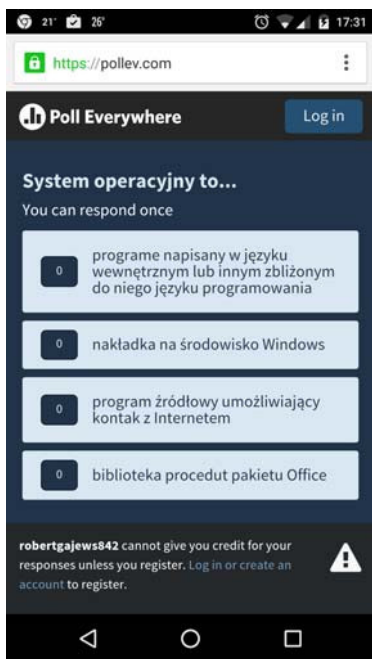 21° 26° 17:31
https://pollev.com
Poll Everywhere Log in
System operacyjny to...
You can respond once
0 programe napisany w języku
wewnętrznym lub innym zbliżonym
do niego języku programowania
0 nakładka na środowisko Windows
0 program źródłowy umożliwiający
kontak z Internetem
0 biblioteka procedut pakietu Office
robertgajews842 cannot give you credit for your
responses unless you register. Log in or create an
account to register.